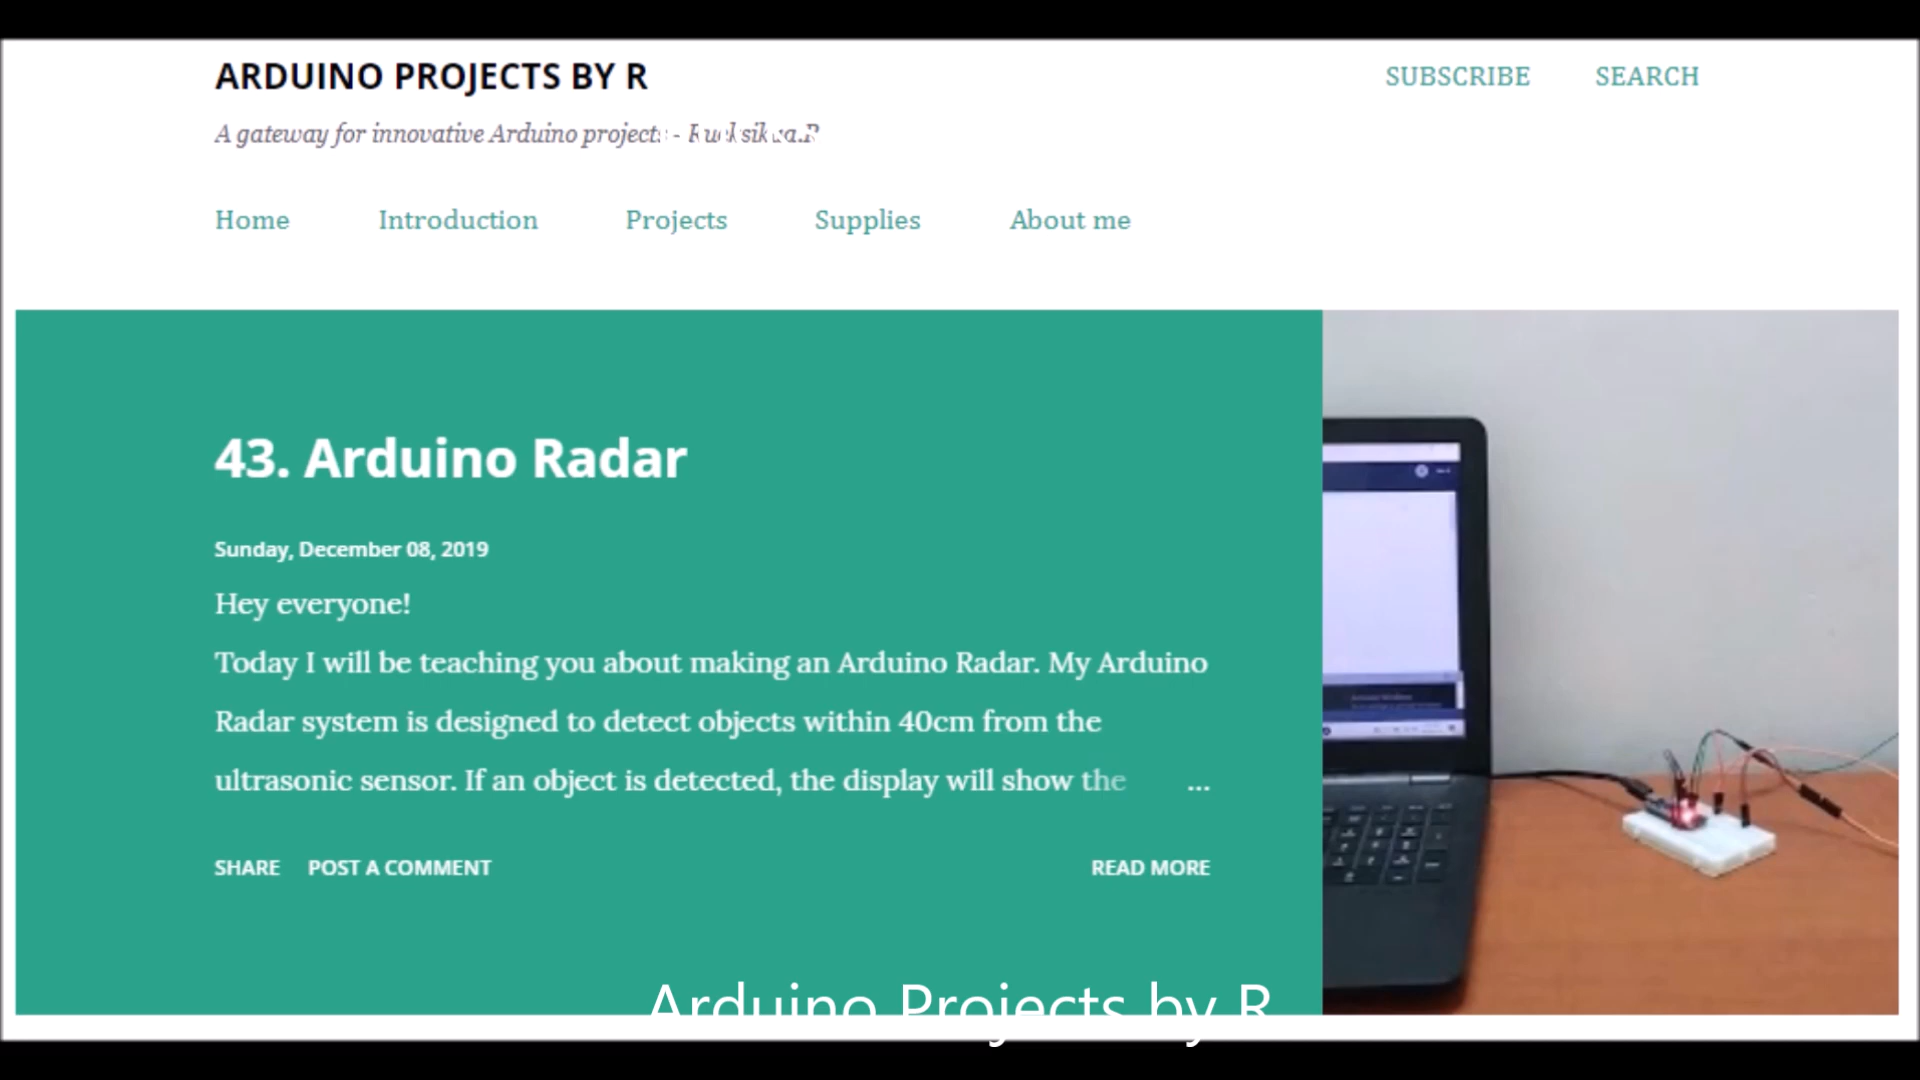 ARDUINO PROJECTS BY R
SUBSCRIBE
SEARCH
A gateway for innovative Arduino projects -
Home
Introduction
Projects
Supplies
About me
43. Arduino Radar
Sunday, December 08, 2019
Hey everyone!
Today I will be teaching you about making an Arduino Radar. My Arduino
Radar system is designed to detect objects within 40cm from the
ultrasonic sensor. If an object is detected, the display will show the ...
SHARE
POST A COMMENT
READ MORE
Arduino Projects by R